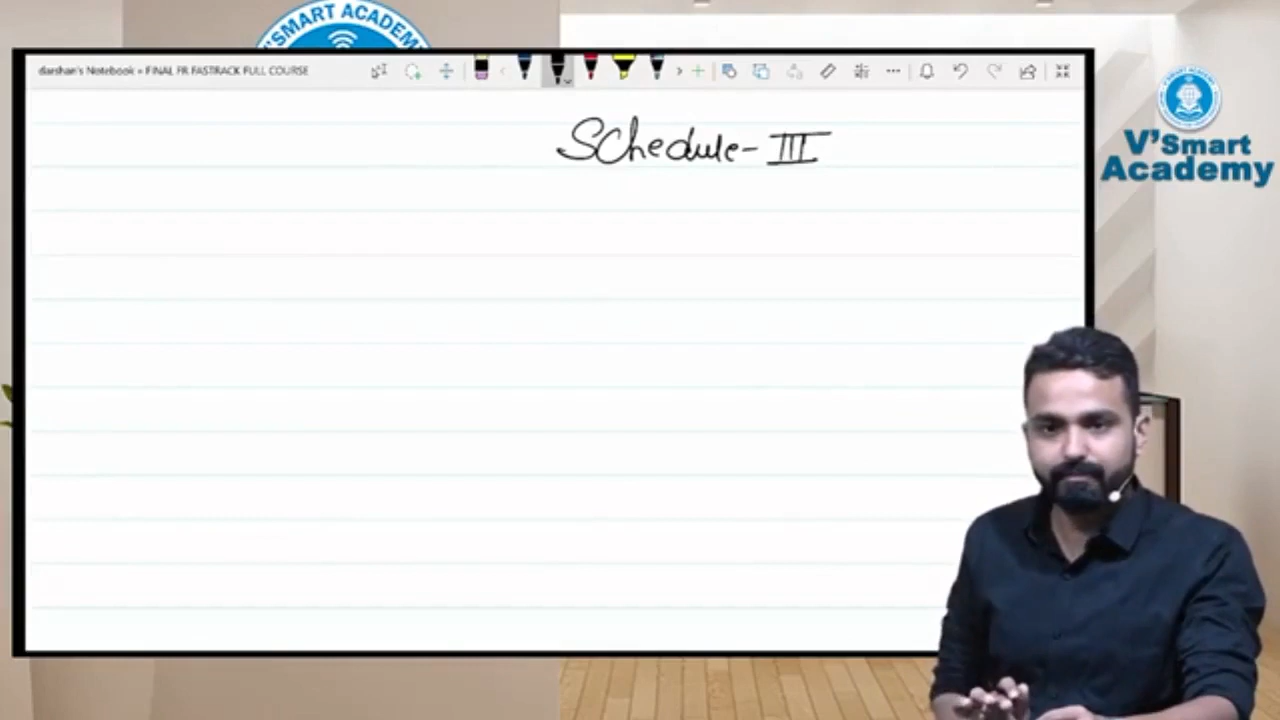 SMART ACADEMY
darshan's Notebook » FINAL FR FASTRACK FULL COURSE
Schedule-III
V'Smart
Academy